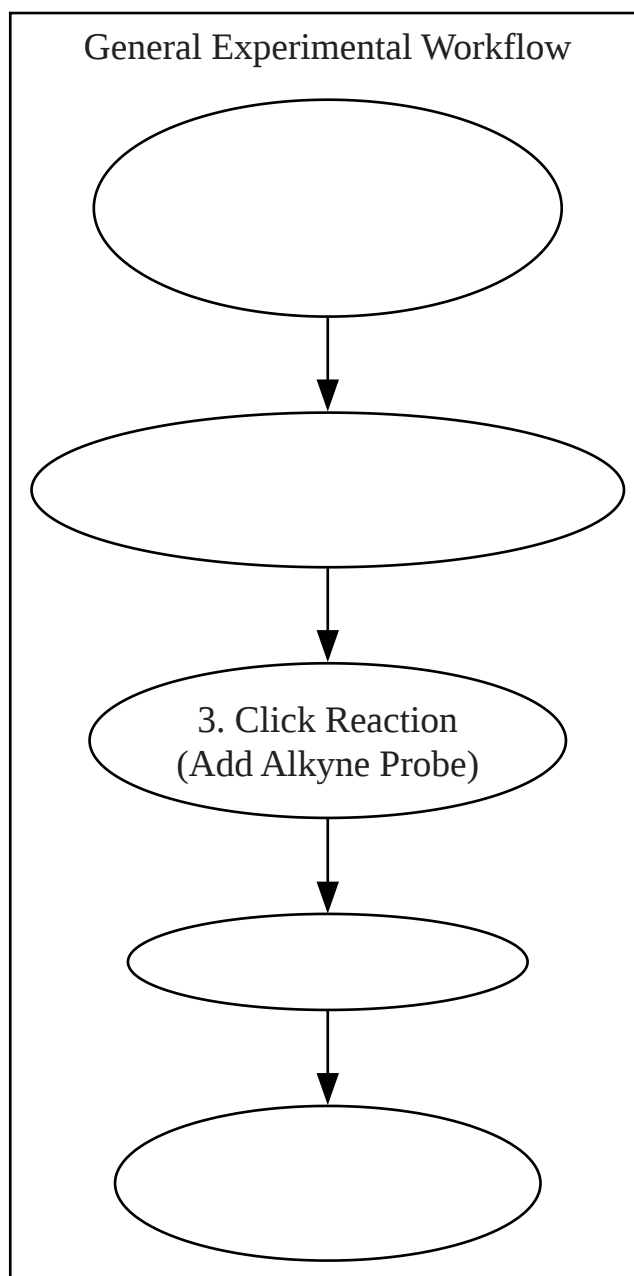 General Experimental Workflow
3. Click Reaction
(Add Alkyne Probe)